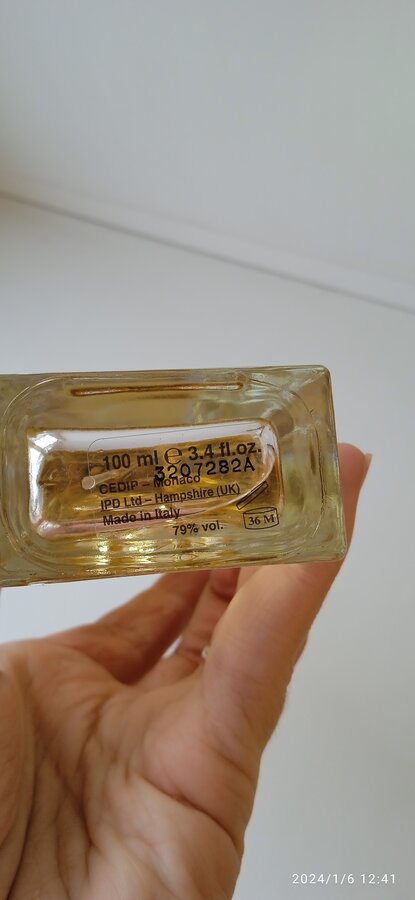 100 ml ℮ 3.4 fl.oz.
3207282A
CEDIP – Monaco
IPD Ltd – Hampshire (UK)
Made in Italy
79% vol.
36 M
2024/1/6 12:41